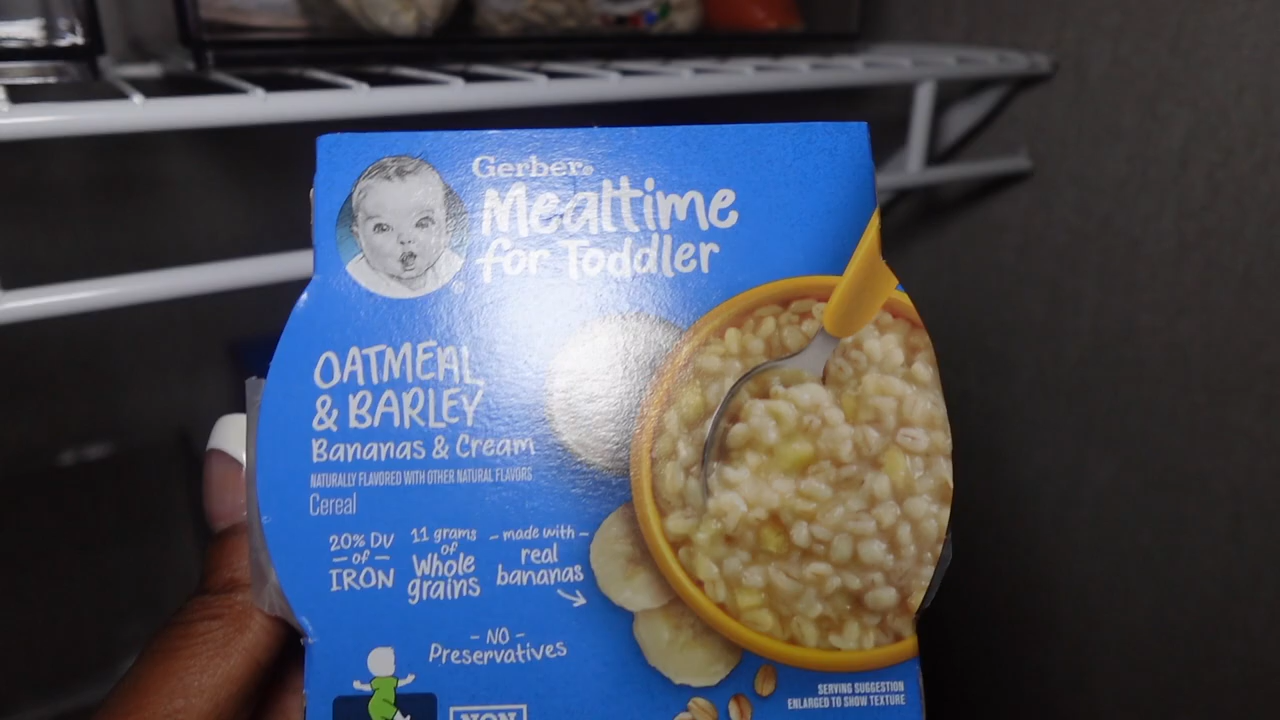 Gerber®
Mealtime
for Toddler
OATMEAL
& BARLEY
Bananas & Cream
NATURALLY FLAVORED WITH OTHER NATURAL FLAVORS
Cereal
20% DV
– of –
IRON
11 grams
of
Whole
grains
– made with –
real
bananas
– NO –
Preservatives
NON
SERVING SUGGESTION
ENLARGED TO SHOW TEXTURE